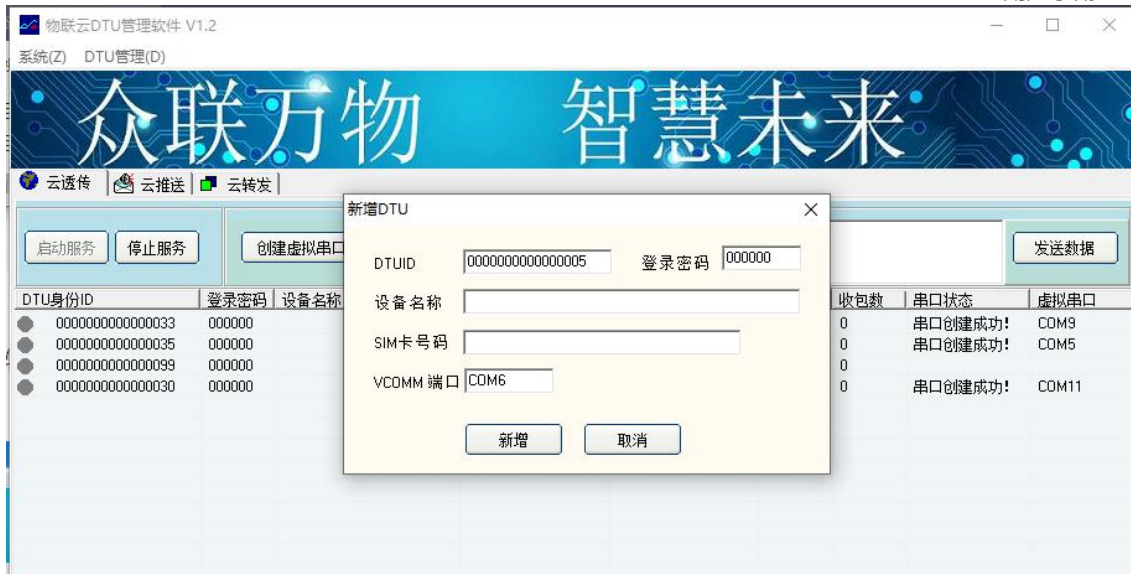 物联云DTU管理软件 V1.2
系统(Z) DTU管理(D)
众联万物 智慧未来
云透传 云推送 云转发
新增DTU
启动服务 停止服务 创建虚拟串口 发送数据
DTUID 0000000000000005 登录密码 000000
设备名称
SIM卡号码
VCOMM 端口 COM6
新增 取消
DTU身份ID 登录密码 设备名称 收包数 串口状态 虚拟串口
0000000000000033 000000 0 串口创建成功! COM9
0000000000000035 000000 0 串口创建成功! COM5
0000000000000099 000000 0
0000000000000030 000000 0 串口创建成功! COM11